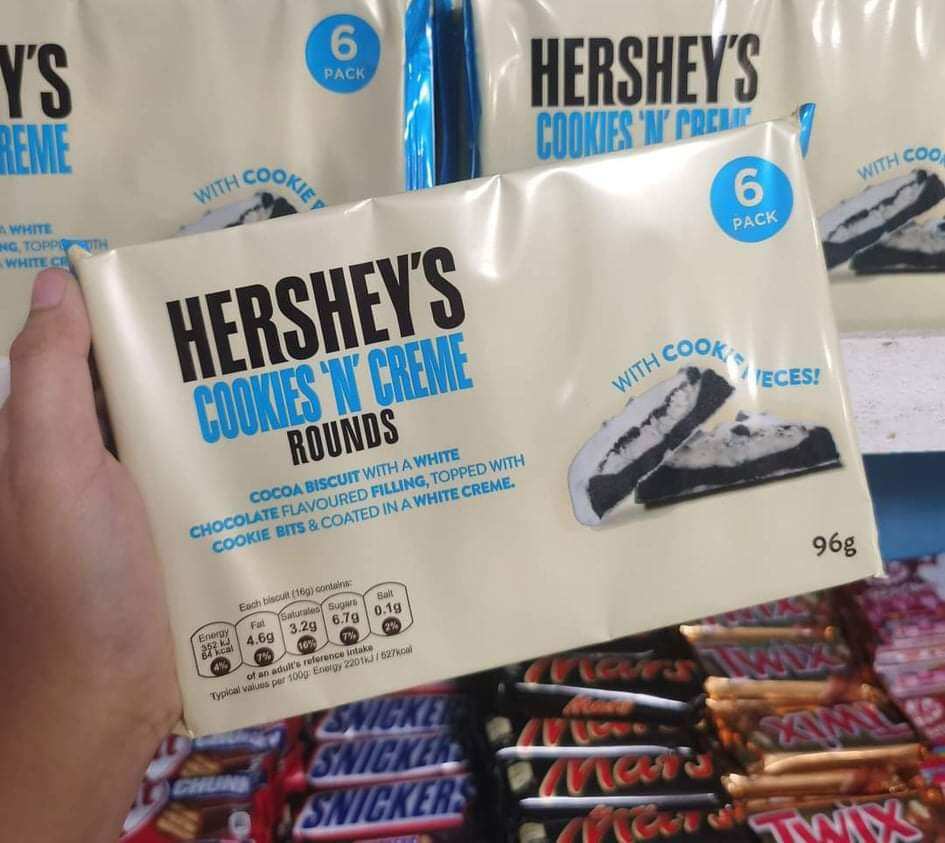 Y'S
REME
6
PACK
WITH COOKIE
A WHITE
WITH
WHITE
HERSHEY'S
COOKIES 'N' CREME
WITH
6
PACK
HERSHEY'S
COOKIES 'N' CREME
ROUNDS
WITH COOKIE PIECES!
COCOA BISCUIT WITH A WHITE
CHOCOLATE FLAVOURED FILLING, TOPPED WITH
COOKIE BITS & COATED IN A WHITE CREME.
96g
Each biscuit (16g) contains:
Energy
352 kJ
84 kcal
4%
Fat
4.6g
7%
Saturates
3.2g
16%
Sugars
6.7g
7%
Salt
0.1g
2%
of an adult's reference intake
Typical values per 100g: Energy 2201kJ / 527kcal
SNICKERS
SNICKERS
SNICKERS
Mars
Mars
Mars
Mars
TWIX
TWIX
TWIX